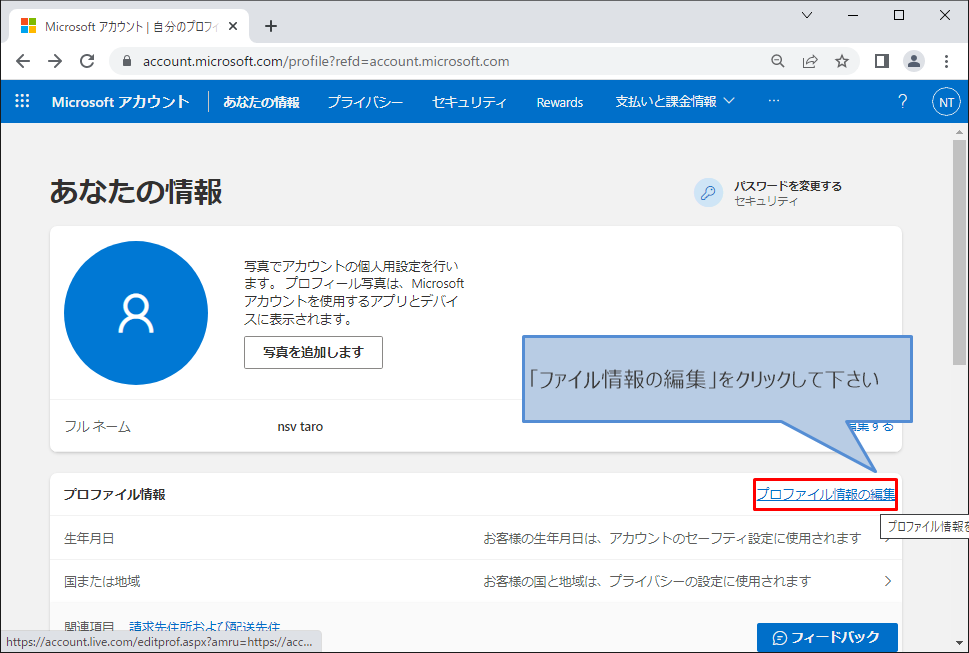 Microsoft アカウント | 自分のプロフィ
account.microsoft.com/profile?refd=account.microsoft.com
Microsoft アカウント
あなたの情報
プライバシー
セキュリティ
Rewards
支払いと課金情報
...
?
NT
あなたの情報
パスワードを変更する
セキュリティ
写真でアカウントの個人用設定を行い
ます。 プロフィール写真は、Microsoft
アカウントを使用するアプリとデバイ
スに表示されます。
写真を追加します
「ファイル情報の編集」をクリックして下さい
フル ネーム
nsv taro
編集する
プロファイル情報
プロファイル情報の編集
プロファイル情報を
生年月日
お客様の生年月日は、アカウントのセーフティ設定に使用されます
国または地域
お客様の国と地域は、プライバシーの設定に使用されます
関連項目
請求先住所および配送先住
https://account.live.com/editprof.aspx?amru=https://acc...
フィードバック